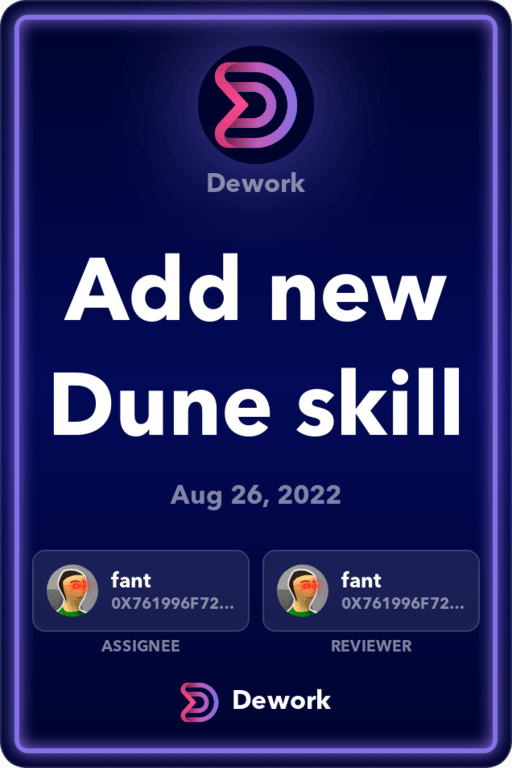 Dework
Add new
Dune skill
Aug 26, 2022
fant
0X761996F72...
ASSIGNEE
fant
0X761996F72...
REVIEWER
Dework